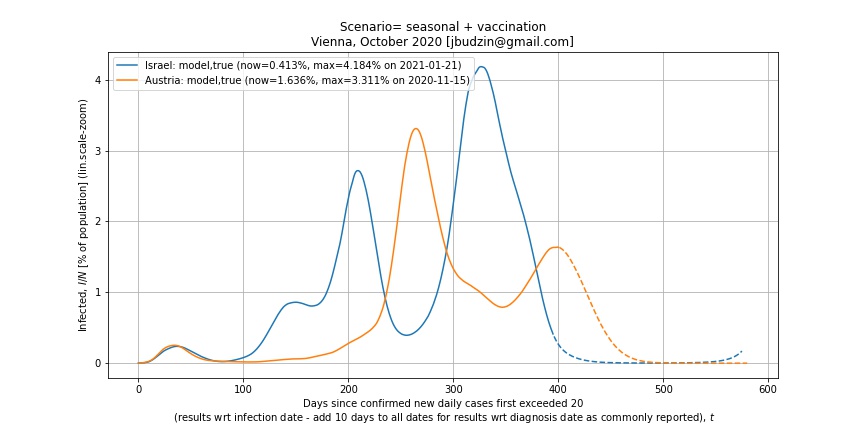 Scenario= seasonal + vaccination
Vienna, October 2020 [jbudzin@gmail.com]
Israel: model,true (now=0.413%, max=4.184% on 2021-01-21)
Austria: model,true (now=1.636%, max=3.311% on 2020-11-15)
Infected, I/N [% of population] (lin.scale-zoom)
4
3
2
1
0
0 100 200 300 400 500 600
Days since confirmed new daily cases first exceeded 20
(results wrt infection date - add 10 days to all dates for results wrt diagnosis date as commonly reported), t